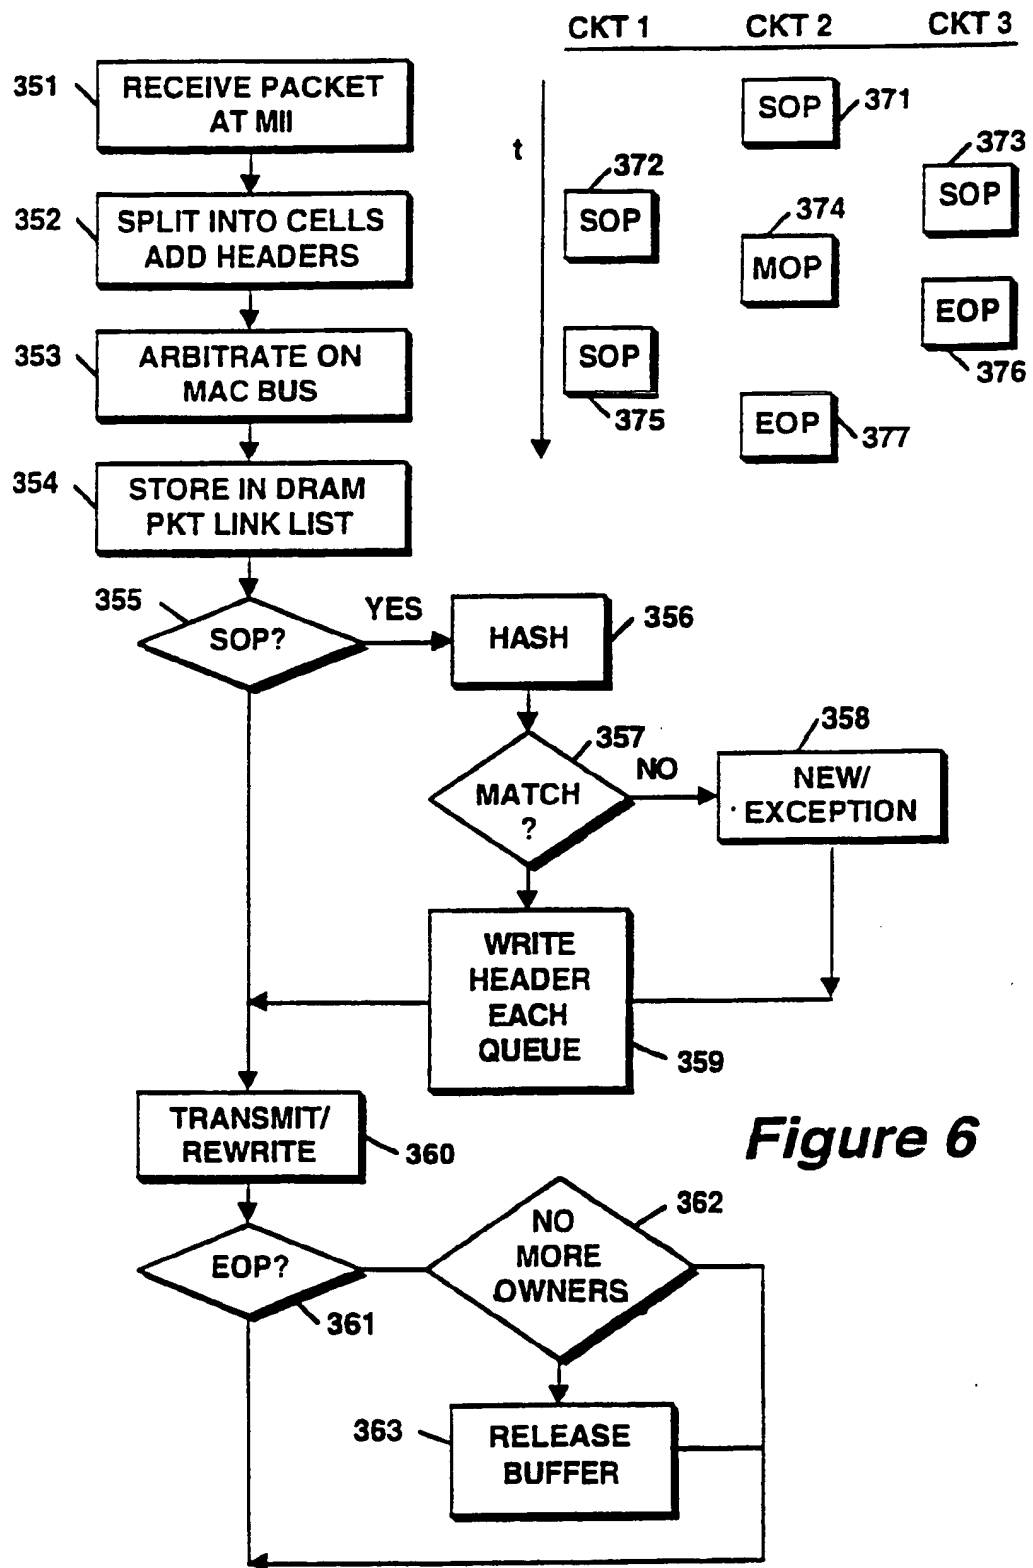 CKT 1 CKT 2 CKT 3
351
RECEIVE PACKET
AT MII
t
SOP
371
372
SOP
373
SOP
352
SPLIT INTO CELLS
ADD HEADERS
374
MOP
EOP
376
353
ARBITRATE ON
MAC BUS
SOP
375
EOP
377
354
STORE IN DRAM
PKT LINK LIST
355
SOP?
YES
HASH
356
357
MATCH
?
NO
358
NEW/
EXCEPTION
WRITE
HEADER
EACH
QUEUE
359
TRANSMIT/
REWRITE
360
Figure 6
EOP?
361
NO
MORE
OWNERS
362
363
RELEASE
BUFFER